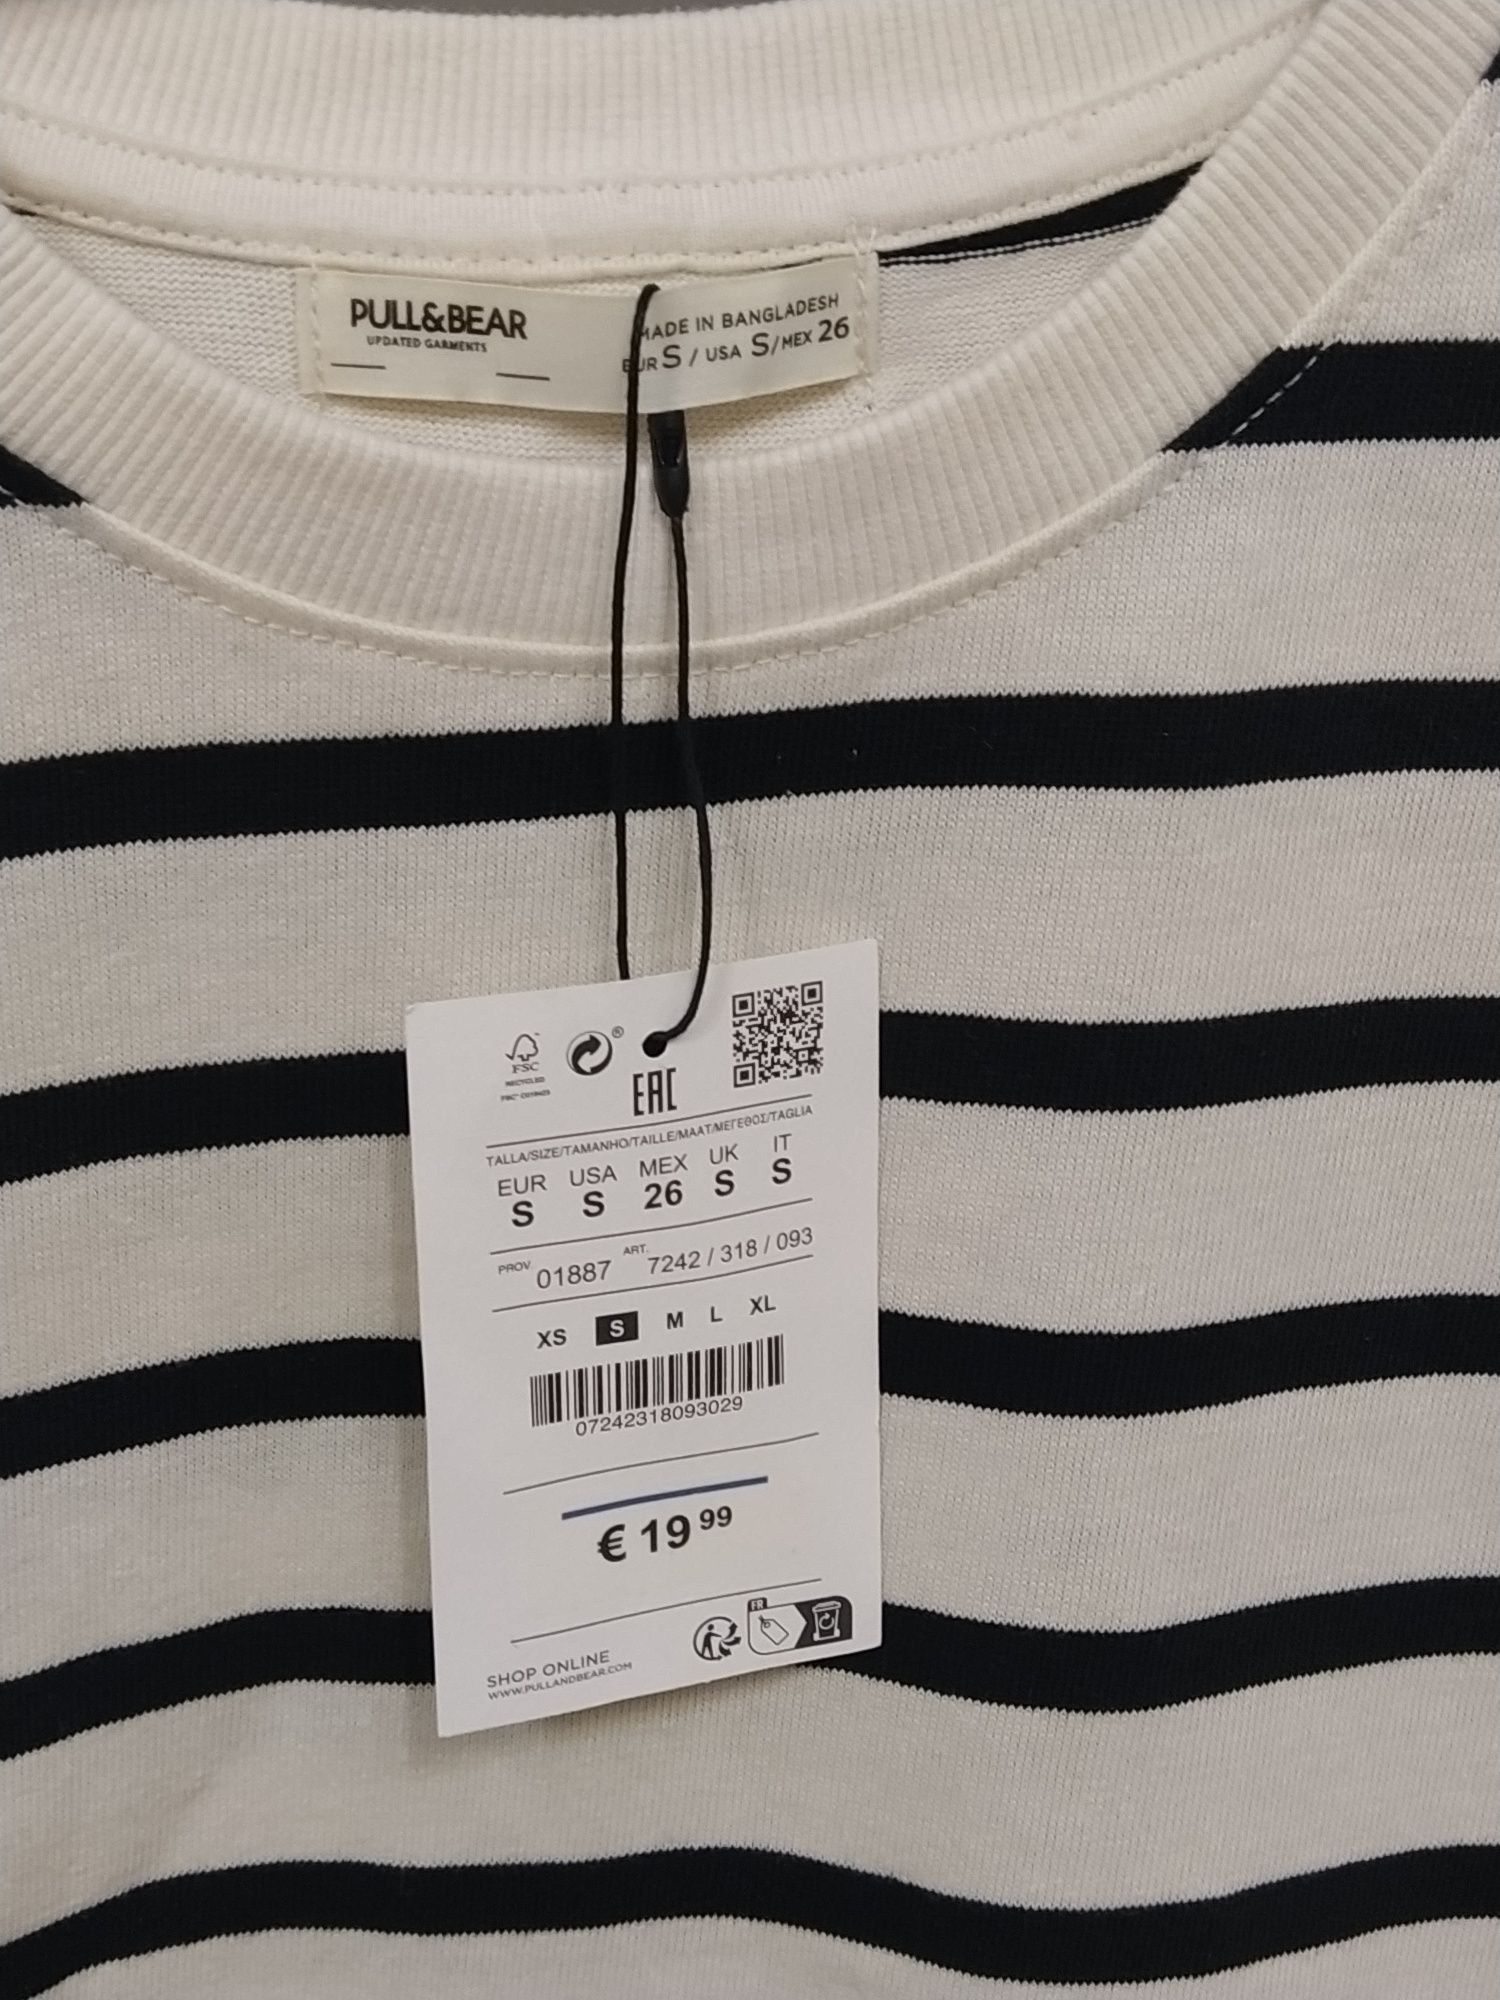 PULL&BEAR
UPDATED GARMENTS
MADE IN BANGLADESH
EUR S / USA S/MEX 26
FSC™
RECYCLED
®
EAC
TALLA/SIZE/TAMANHO/TAILLE/MAAT/ΜΕΓΕΘΟΣ/TAGLIA
EUR USA MEX UK IT
S S 26 S S
PROV. 01887 ART. 7242 / 318 / 093
XS S M L XL
07242318093029
€ 19 99
FR
SHOP ONLINE
WWW.PULLANDBEAR.COM